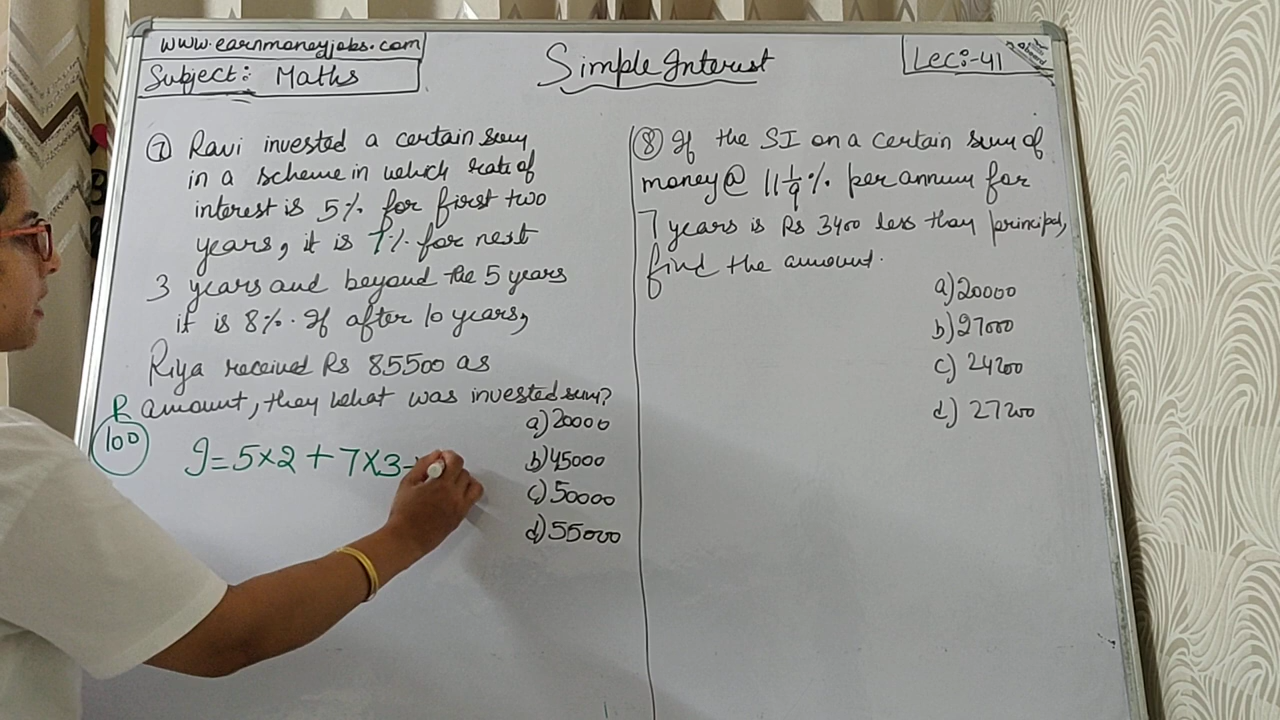 www.earnmoneyjobs.com
Subject: Maths
Simple Interest
Lec:-41
⑦ Ravi invested a certain sum
in a scheme in which rate of
interest is 5% for first two
years, it is 7% for next
3 years and beyond the 5 years
it is 8%. If after 10 years,
Riya received Rs 85500 as
amount, then what was invested sum?
a) 20000
b) 45000
c) 50000
d) 55000
P
100
I = 5×2 + 7×3
⑧ If the SI on a certain sum of
money @ 11 1/9 % per annum for
7 years is Rs 3400 less than principal,
find the amount.
a) 20000
b) 27000
c) 24200
d) 27200